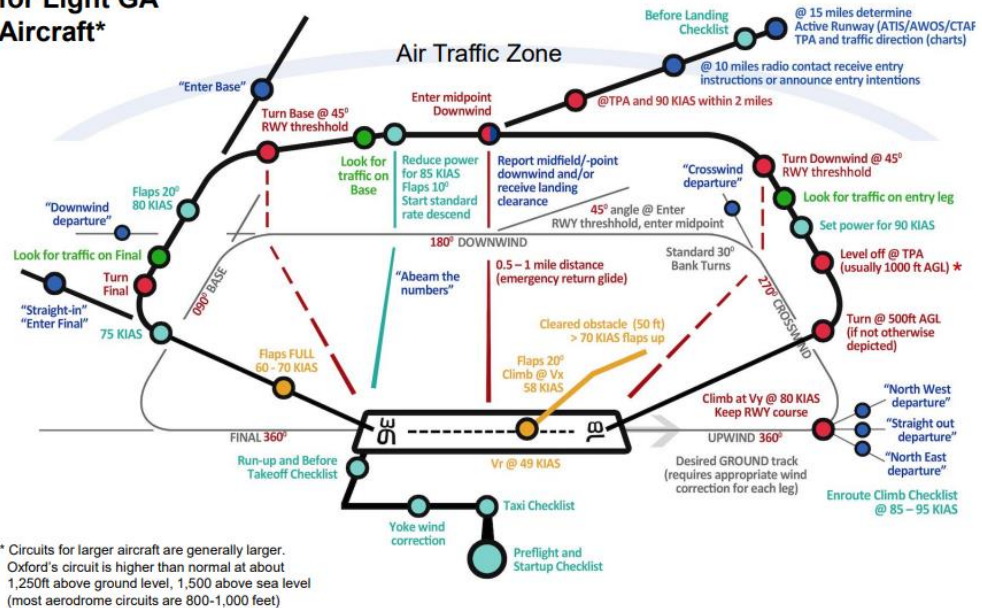 for Light GA
Aircraft*
Air Traffic Zone
Before Landing
Checklist
@ 15 miles determine
Active Runway (ATIS/AWOS/CTAF
TPA and traffic direction (charts)
@ 10 miles radio contact receive entry
instructions or announce entry intentions
@TPA and 90 KIAS within 2 miles
"Enter Base"
Turn Base @ 45⁰
RWY threshhold
Enter midpoint
Downwind
Look for
traffic on
Base
Reduce power
for 85 KIAS
Flaps 10⁰
Start standard
rate descend
Report midfield/-point
downwind and/or
receive landing
clearance
"Crosswind
departure"
Turn Downwind @ 45⁰
RWY threshhold
Look for traffic on entry leg
Set power for 90 KIAS
Level off @ TPA
(usually 1000 ft AGL) *
Turn @ 500ft AGL
(if not otherwise
depicted)
Flaps 20⁰
80 KIAS
"Downwind
departure"
Look for traffic on Final
Turn
Final
"Straight-in"
"Enter Final"
75 KIAS
090⁰ BASE
180⁰ DOWNWIND
45⁰ angle @ Enter
RWY threshold, enter midpoint
Standard 30⁰
Bank Turns
270⁰ CROSSWIND
"Abeam the
numbers"
0.5 – 1 mile distance
(emergency return glide)
Cleared obstacle (50 ft)
> 70 KIAS flaps up
Flaps 20⁰
Climb @ Vx
58 KIAS
Flaps FULL
60 - 70 KIAS
Climb at Vy @ 80 KIAS
Keep RWY course
"North West
departure"
"Straight out
departure"
"North East
departure"
FINAL 360⁰
36
18
UPWIND 360⁰
Vr @ 49 KIAS
Desired GROUND track
(requires appropriate wind
correction for each leg)
Enroute Climb Checklist
@ 85 – 95 KIAS
Run-up and Before
Takeoff Checklist
Taxi Checklist
Yoke wind
correction
Preflight and
Startup Checklist
* Circuits for larger aircraft are generally larger.
Oxford's circuit is higher than normal at about
1,250ft above ground level, 1,500 above sea level
(most aerodrome circuits are 800-1,000 feet)